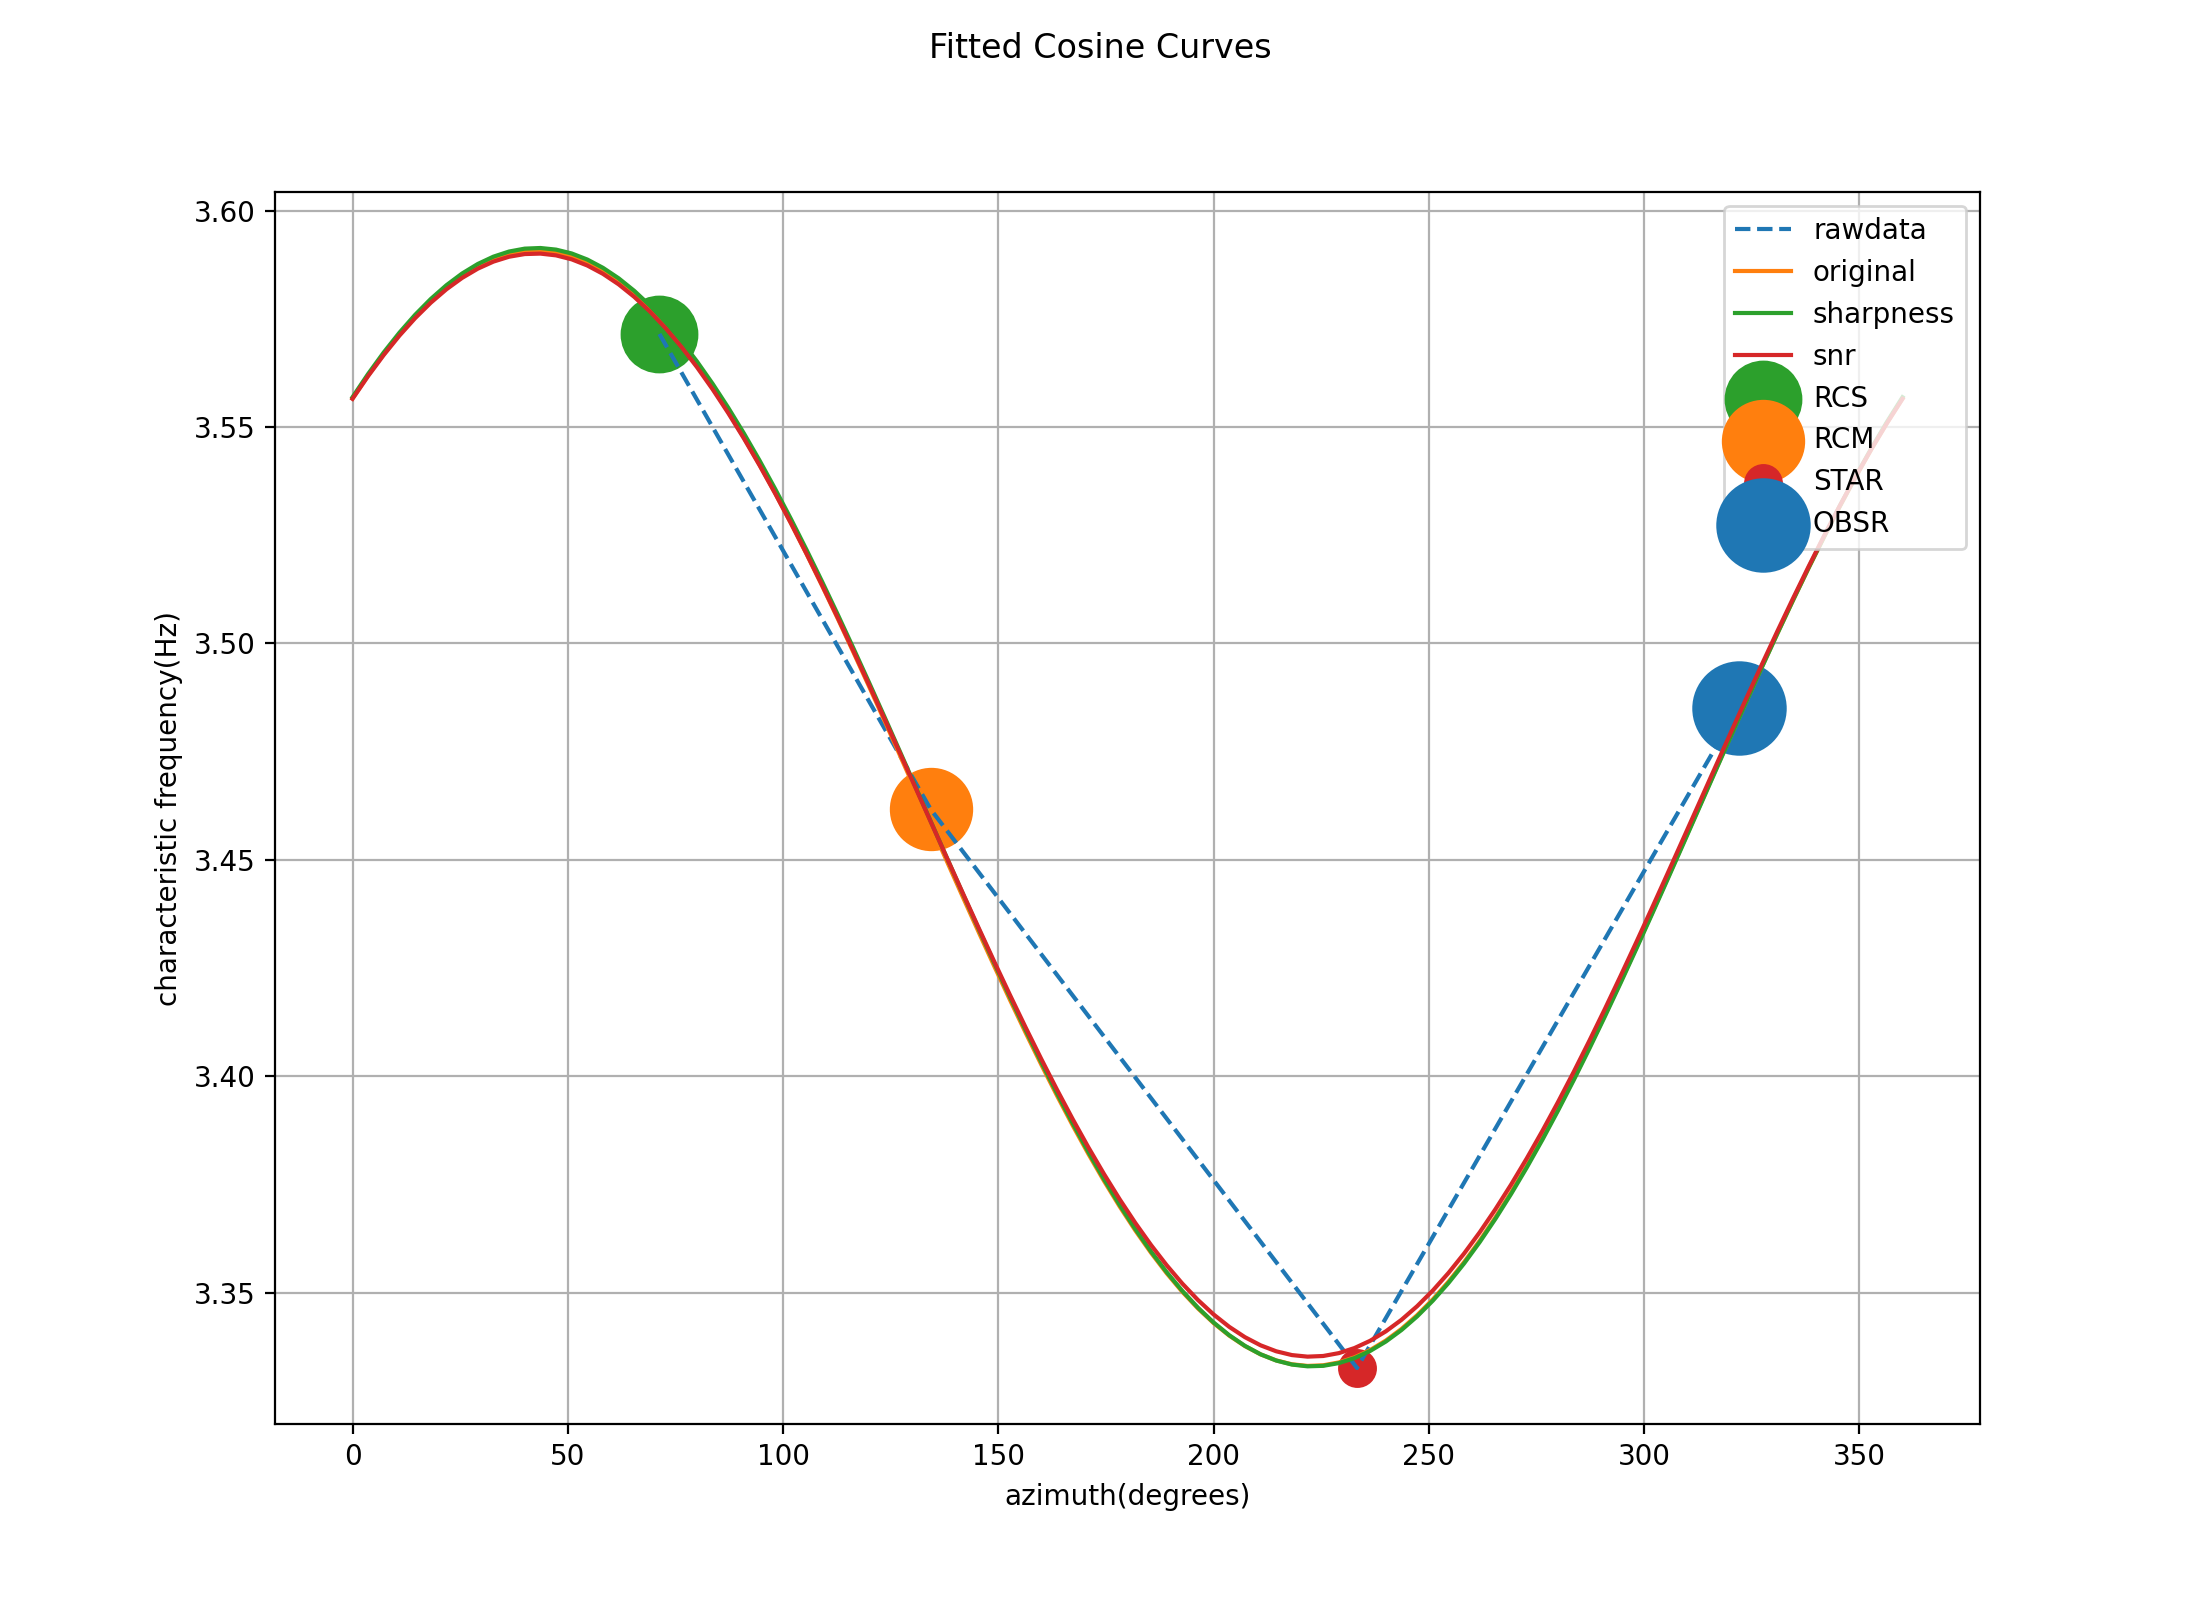 Fitted Cosine Curves
3.60
3.55
3.50
3.45
3.40
3.35
characteristic frequency(Hz)
rawdata
original
sharpness
snr
RCS
RCM
STAR
OBSR
0 50 100 150 200 250 300 350
azimuth(degrees)